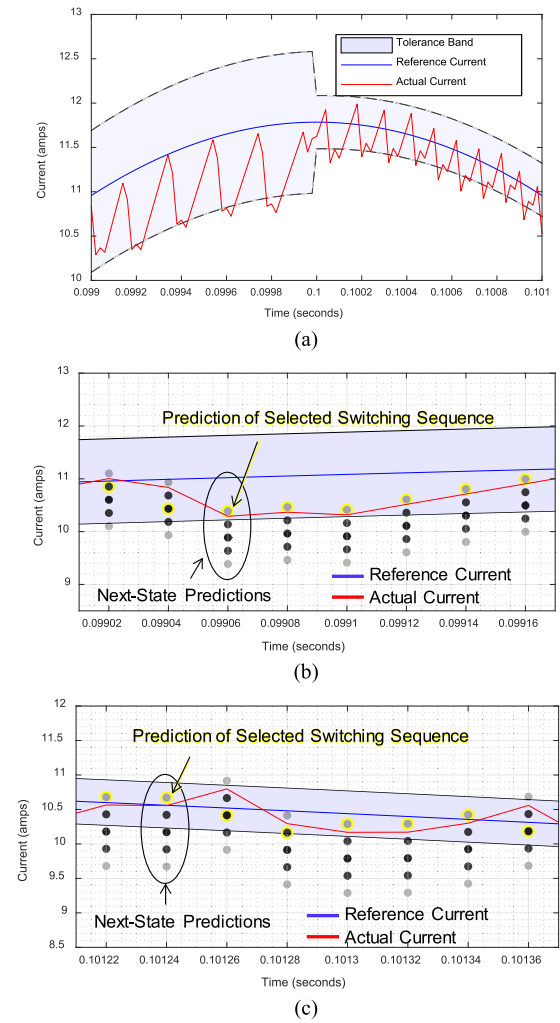 13
12.5
12
11.5
11
10.5
10
Current (amps)
Tolerance Band
Reference Current
Actual Current
0.099 0.0992 0.0994 0.0996 0.0998 0.1 0.1002 0.1004 0.1006 0.1008 0.101
Time (seconds)
(a)
13
12
11
10
9
Current (amps)
Prediction of Selected Switching Sequence
Next-State Predictions
Reference Current
Actual Current
0.09902 0.09904 0.09906 0.09908 0.0991 0.09912 0.09914 0.09916
Time (seconds)
(b)
12
11.5
11
10.5
10
9.5
9
8.5
Current (amps)
Prediction of Selected Switching Sequence
Next-State Predictions
Reference Current
Actual Current
0.10122 0.10124 0.10126 0.10128 0.1013 0.10132 0.10134 0.10136
Time (seconds)
(c)